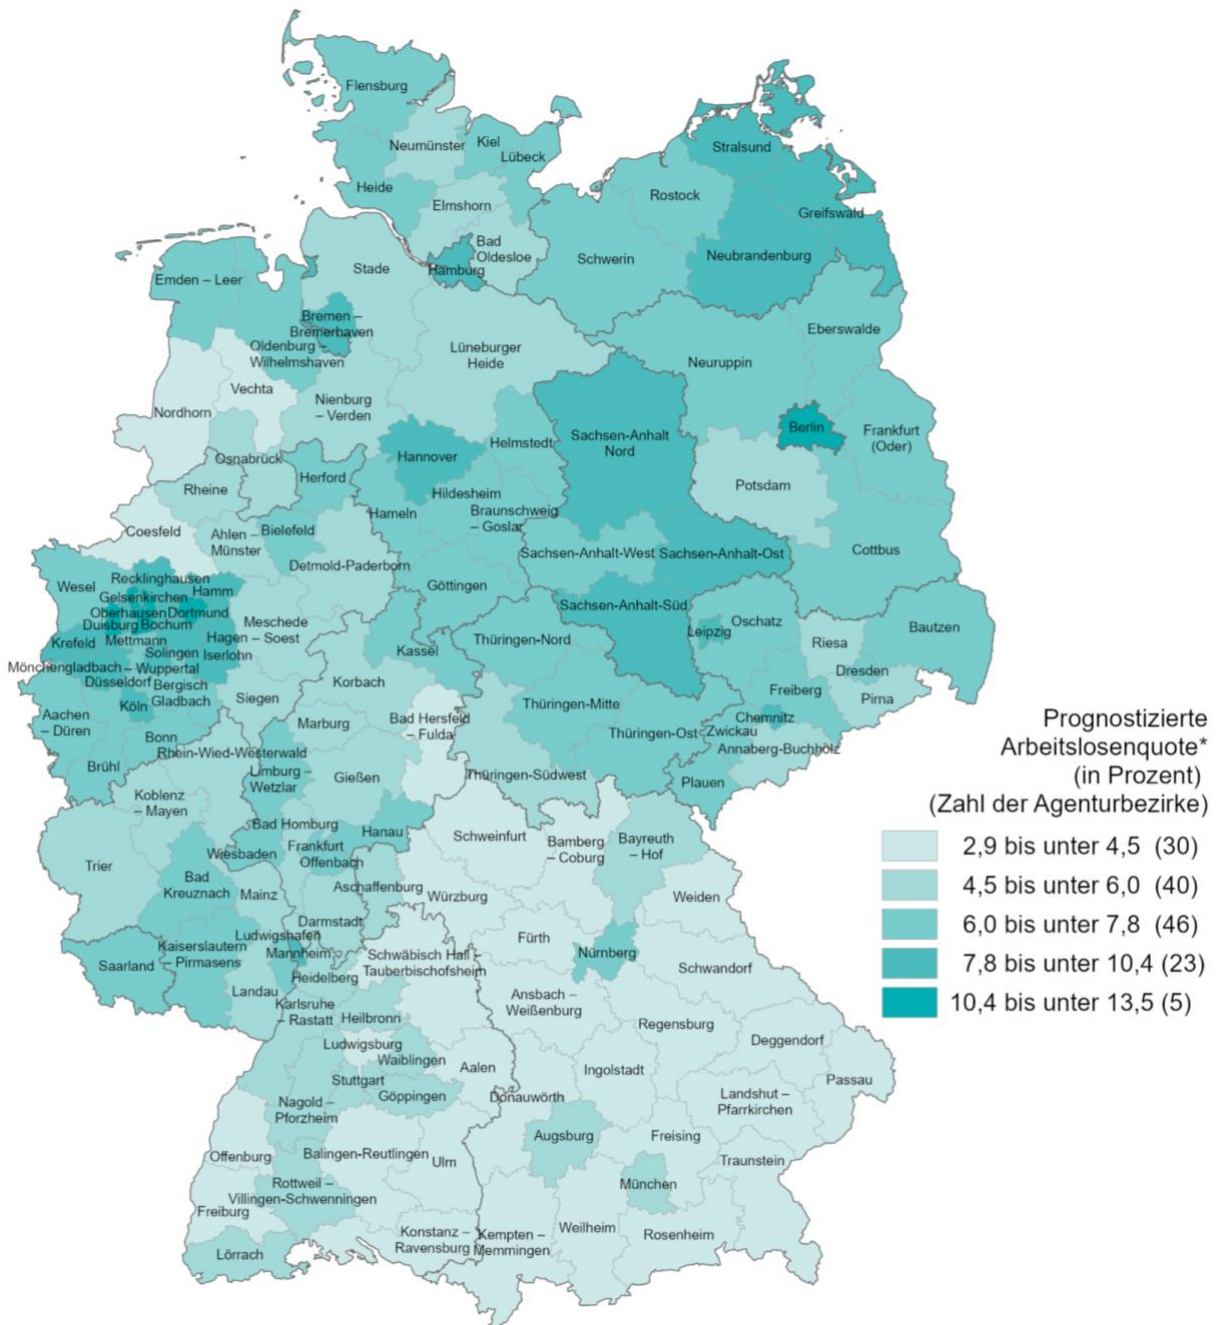 Flensburg
Neumünster
Kiel
Lübeck
Heide
Elmshorn
Bad
Oldesloe
Hamburg
Stralsund
Rostock
Greifswald
Schwerin
Neubrandenburg
Emden – Leer
Stade
Bremen –
Bremerhaven
Oldenburg –
Wilhelmshaven
Lüneburger
Heide
Eberswalde
Neuruppin
Vechta
Nordhorn
Nienburg
– Verden
Berlin
Frankfurt
(Oder)
Sachsen-Anhalt
Nord
Helmstedt
Hannover
Osnabrück
Herford
Rheine
Potsdam
Hildesheim
Hameln
Braunschweig
– Goslar
Coesfeld
Ahlen –
Münster
Bielefeld
Detmold-Paderborn
Sachsen-Anhalt-West
Sachsen-Anhalt-Ost
Cottbus
Göttingen
Wesel
Recklinghausen
Gelsenkirchen
Hamm
Oberhausen
Dortmund
Duisburg
Bochum
Meschede
– Soest
Hagen
Krefeld
Mettmann
Solingen
Iserlohn
Mönchengladbach
– Wuppertal
Düsseldorf
Bergisch
Gladbach
Köln
Siegen
Aachen
– Düren
Bonn
Brühl
Sachsen-Anhalt-Süd
Leipzig
Oschatz
Riesa
Bautzen
Dresden
Pirna
Freiberg
Chemnitz
Zwickau
Annaberg-Buchholz
Plauen
Kassel
Thüringen-Nord
Thüringen-Mitte
Thüringen-Ost
Thüringen-Südwest
Korbach
Marburg
Bad Hersfeld
– Fulda
Rhein-Wied-Westerwald
Limburg –
Wetzlar
Gießen
Koblenz
– Mayen
Bad Homburg
Hanau
Frankfurt
Offenbach
Wiesbaden
Trier
Bad
Kreuznach
Mainz
Aschaffenburg
Darmstadt
Schweinfurt
Bamberg
– Coburg
Bayreuth
– Hof
Würzburg
Weiden
Saarland
Kaiserslautern
– Pirmasens
Ludwigshafen
Mannheim
Heidelberg
Landau
Schwäbisch Hall –
Tauberbischofsheim
Fürth
Nürnberg
Schwandorf
Ansbach –
Weißenburg
Karlsruhe
– Rastatt
Heilbronn
Regensburg
Ludwigsburg
Waiblingen
Aalen
Deggendorf
Stuttgart
Göppingen
Nagold –
Pforzheim
Donauwörth
Ingolstadt
Passau
Landshut –
Pfarrkirchen
Augsburg
Freising
Offenburg
Balingen-Reutlingen
Ulm
Traunstein
Rottweil –
Villingen-Schwenningen
München
Freiburg
Konstanz –
Ravensburg
Kempten –
Memmingen
Weilheim
Rosenheim
Lörrach
Prognostizierte
Arbeitslosenquote*
(in Prozent)
(Zahl der Agenturbezirke)
2,9 bis unter 4,5 (30)
4,5 bis unter 6,0 (40)
6,0 bis unter 7,8 (46)
7,8 bis unter 10,4 (23)
10,4 bis unter 13,5 (5)